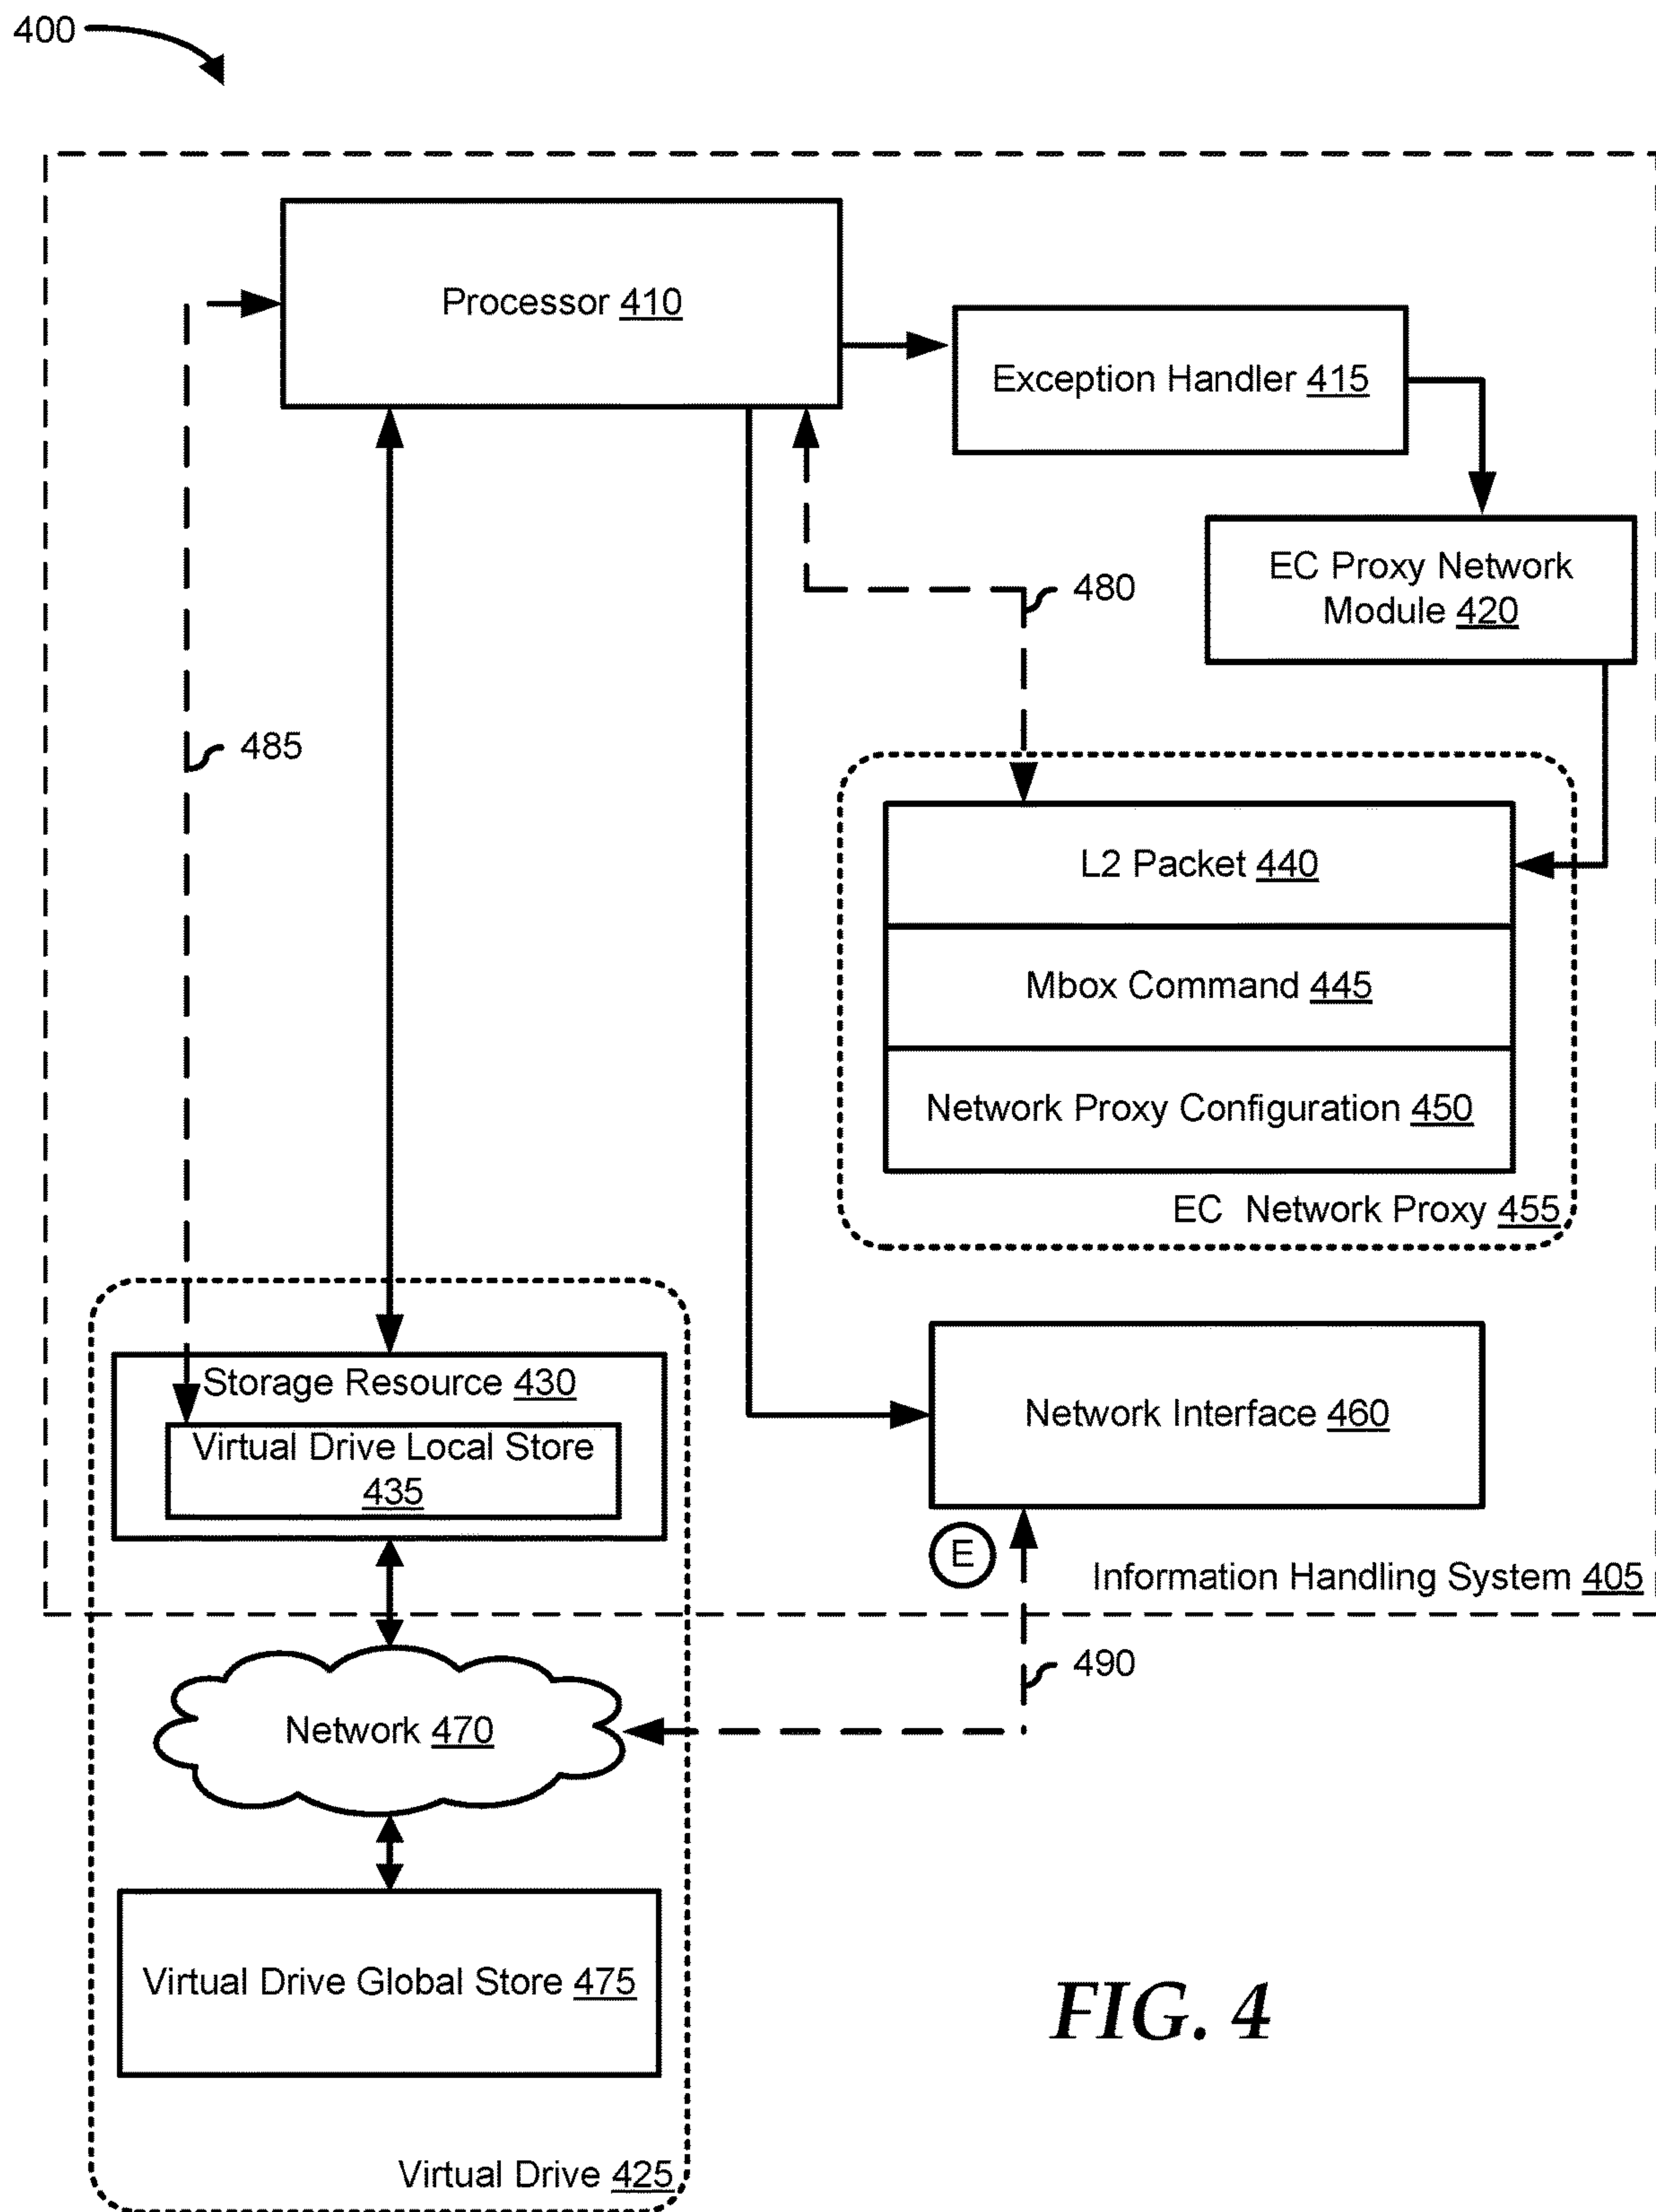 400
Processor 410
Exception Handler 415
EC Proxy Network
Module 420
480
485
L2 Packet 440
Mbox Command 445
Network Proxy Configuration 450
EC Network Proxy 455
Storage Resource 430
Virtual Drive Local Store
435
Network Interface 460
E
Information Handling System 405
490
Network 470
Virtual Drive Global Store 475
FIG. 4
Virtual Drive 425